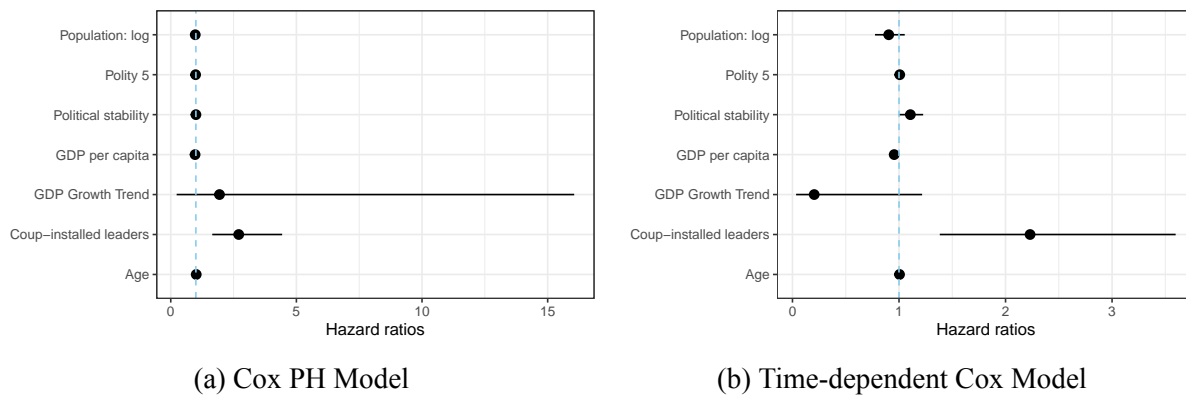 Population: log
Polity 5
Political stability
GDP per capita
GDP Growth Trend
Coup−installed leaders
Age
0 5 10 15
Hazard ratios
(a) Cox PH Model
Population: log
Polity 5
Political stability
GDP per capita
GDP Growth Trend
Coup−installed leaders
Age
0 1 2 3
Hazard ratios
(b) Time-dependent Cox Model